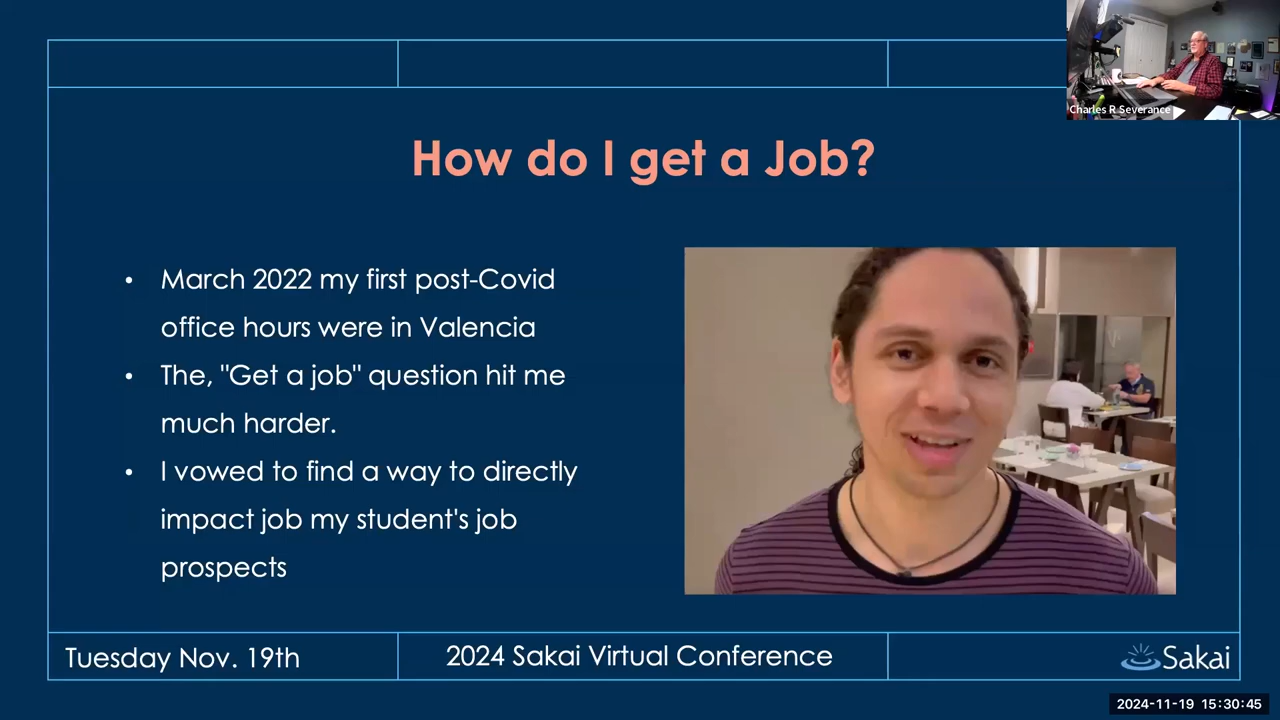 Charles R Severance
How do I get a Job?
• March 2022 my first post-Covid
office hours were in Valencia
• The, "Get a job" question hit me
much harder.
• I vowed to find a way to directly
impact job my student's job
prospects
Tuesday Nov. 19th
2024 Sakai Virtual Conference
Sakai
2024-11-19 15:30:45